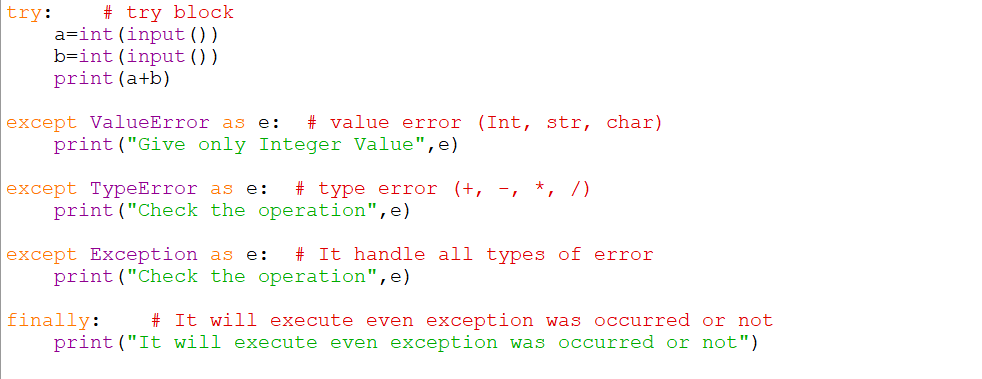 try:    # try block
    a=int(input())
    b=int(input())
    print(a+b)
except ValueError as e:  # value error (Int, str, char)
    print("Give only Integer Value",e)
except TypeError as e:  # type error (+, -, *, /)
    print("Check the operation",e)
except Exception as e:  # It handle all types of error
    print("Check the operation",e)
finally:    # It will execute even exception was occurred or not
    print("It will execute even exception was occurred or not")